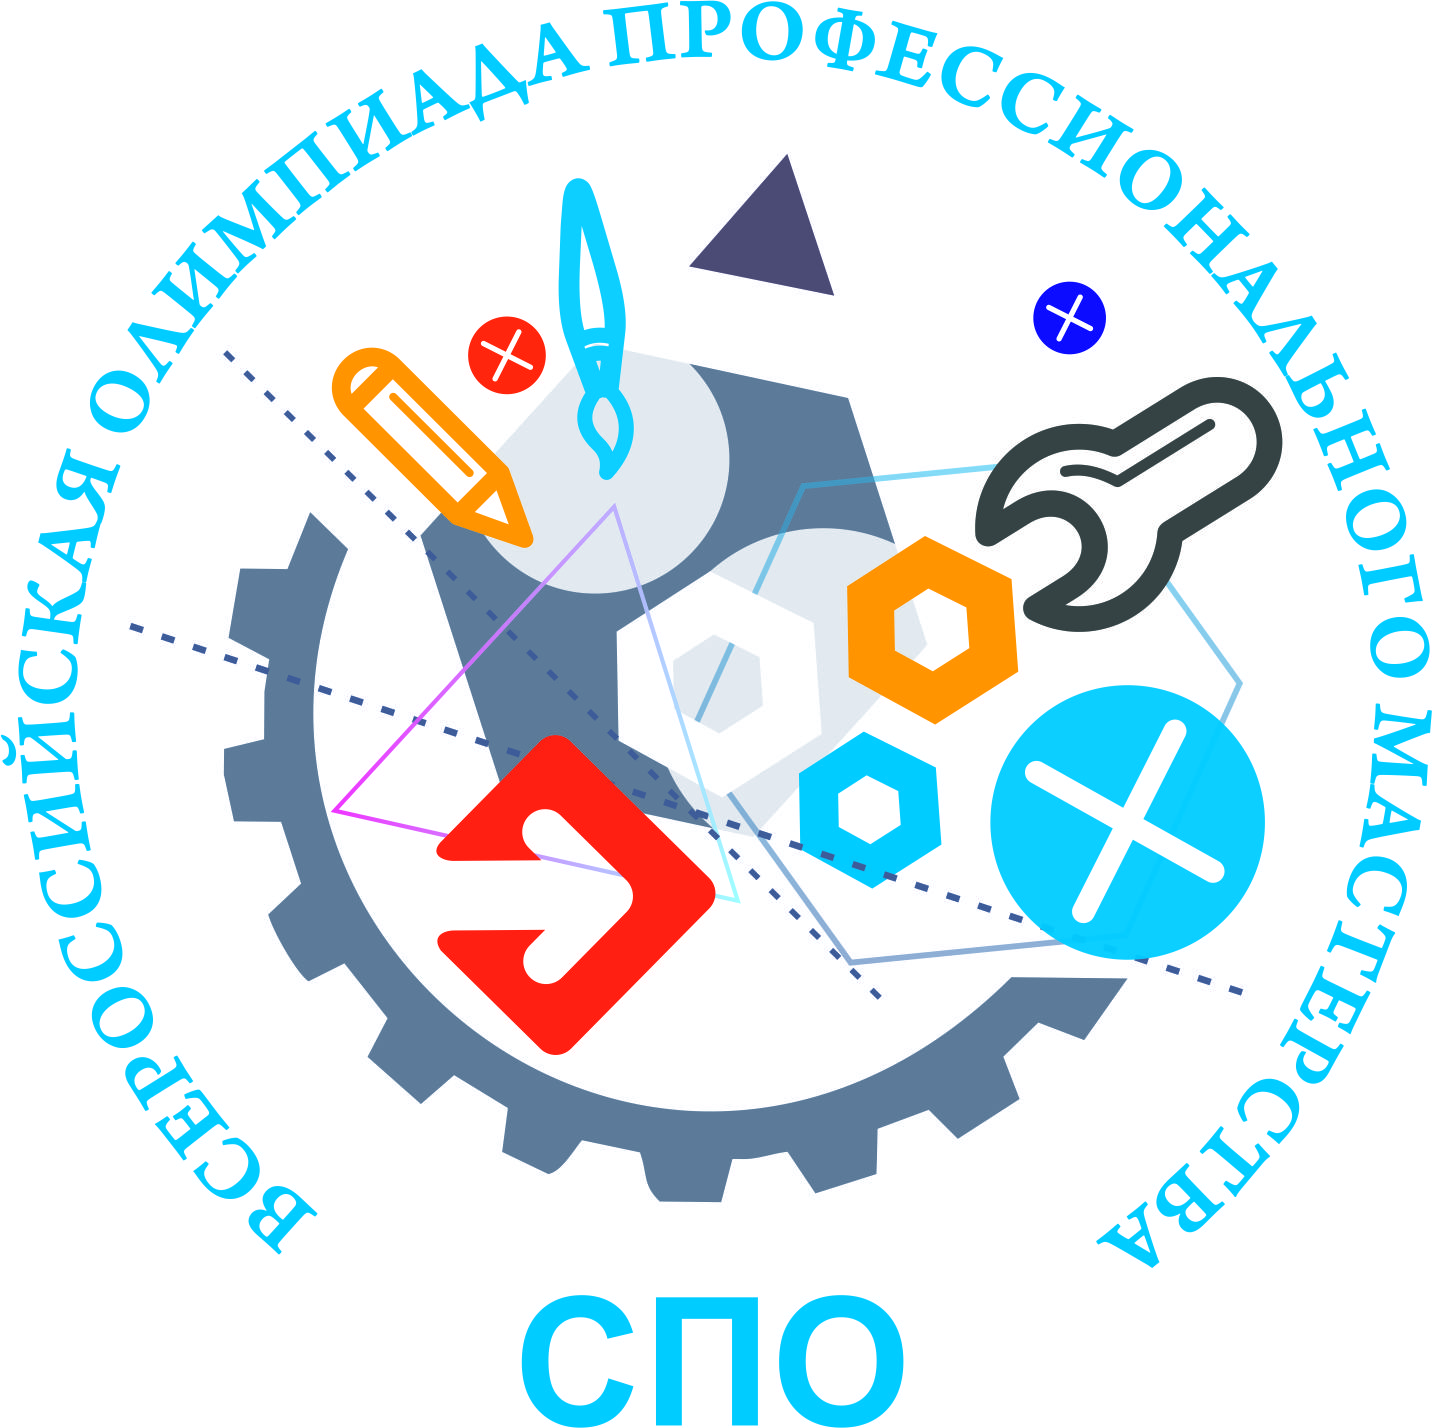 ВСЕРОССИЙСКАЯ ОЛИМПИАДА ПРОФЕССИОНАЛЬНОГО МАСТЕРСТВА
СПО